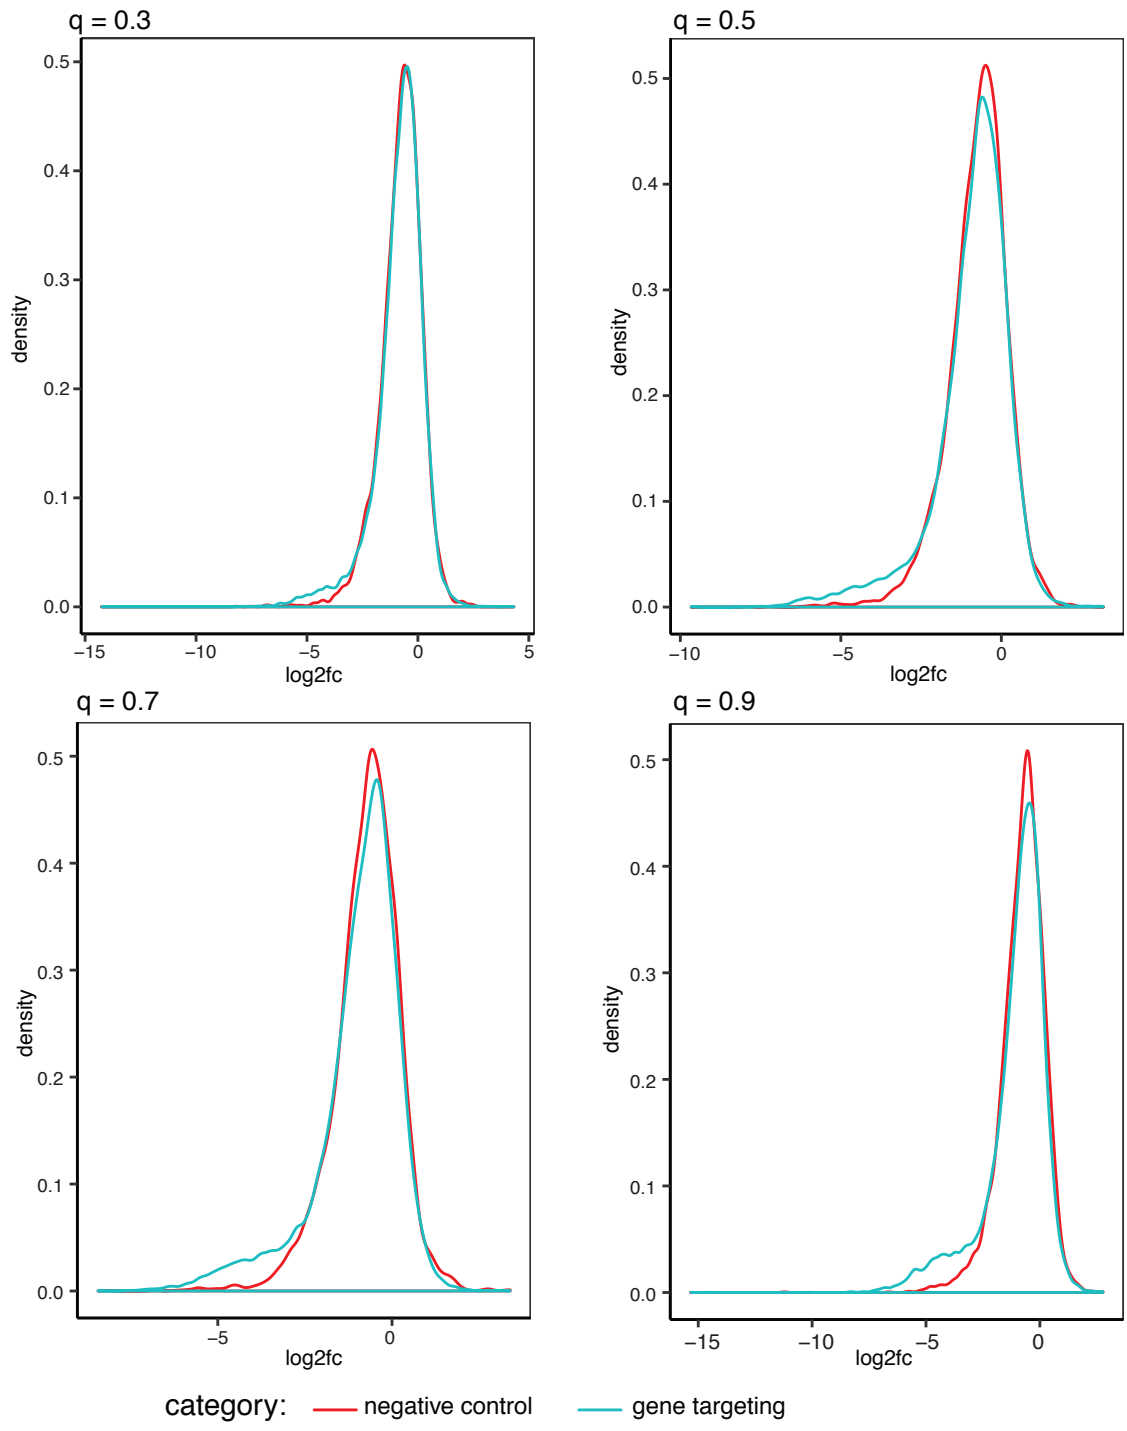 q = 0.3
0.5
0.4
0.3
0.2
0.1
0.0
density
−15 −10 −5 0 5
log2fc
q = 0.5
0.5
0.4
0.3
0.2
0.1
0.0
density
−10 −5 0
log2fc
q = 0.7
0.5
0.4
0.3
0.2
0.1
0.0
density
−5 0
log2fc
q = 0.9
0.5
0.4
0.3
0.2
0.1
0.0
density
−15 −10 −5 0
log2fc
category: negative control gene targeting